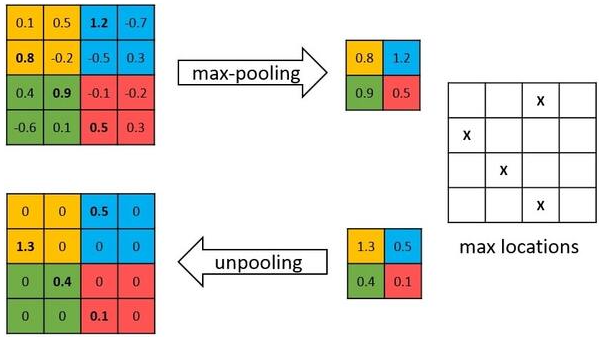 0.1 0.5 1.2 -0.7
0.8 -0.2 -0.5 0.3
0.4 0.9 -0.1 -0.2
-0.6 0.1 0.5 0.3
max-pooling
0.8 1.2
0.9 0.5
X
X
X
X
max locations
0 0 0.5 0
1.3 0 0 0
0 0.4 0 0
0 0 0.1 0
unpooling
1.3 0.5
0.4 0.1